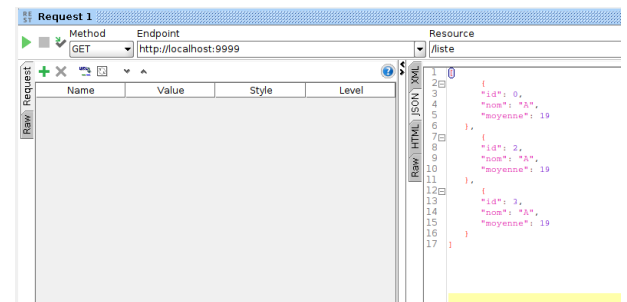 Request 1
Method Endpoint Resource
GET http://localhost:9999 /liste
Request
Raw
Name Value Style Level
XML
JSON
HTML
Raw
1 [
2 {
3 "id": 0,
4 "nom": "A",
5 "moyenne": 19
6 },
7 {
8 "id": 2,
9 "nom": "A",
10 "moyenne": 19
11 },
12 {
13 "id": 3,
14 "nom": "A",
15 "moyenne": 19
16 }
17 ]